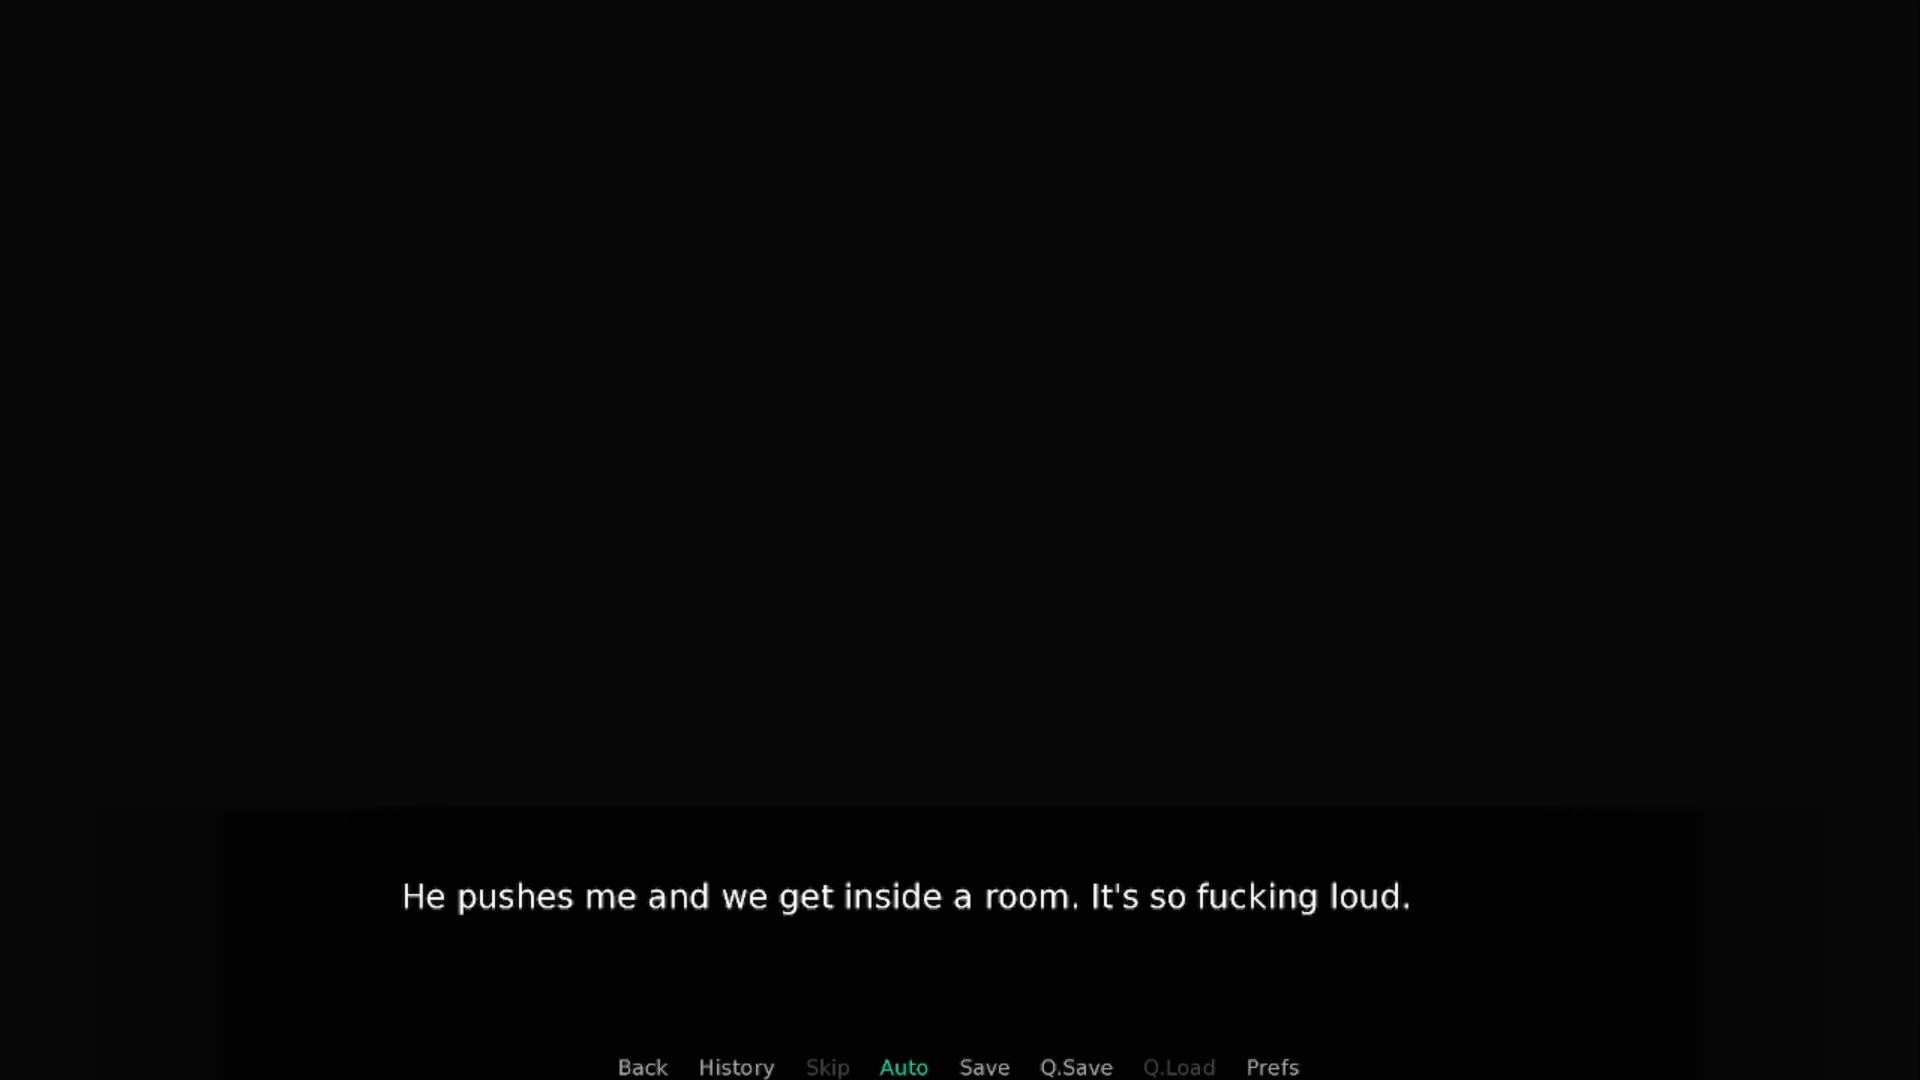 He pushes me and we get inside a room. It's so fucking loud.
Back History Skip Auto Save Q.Save Q.Load Prefs